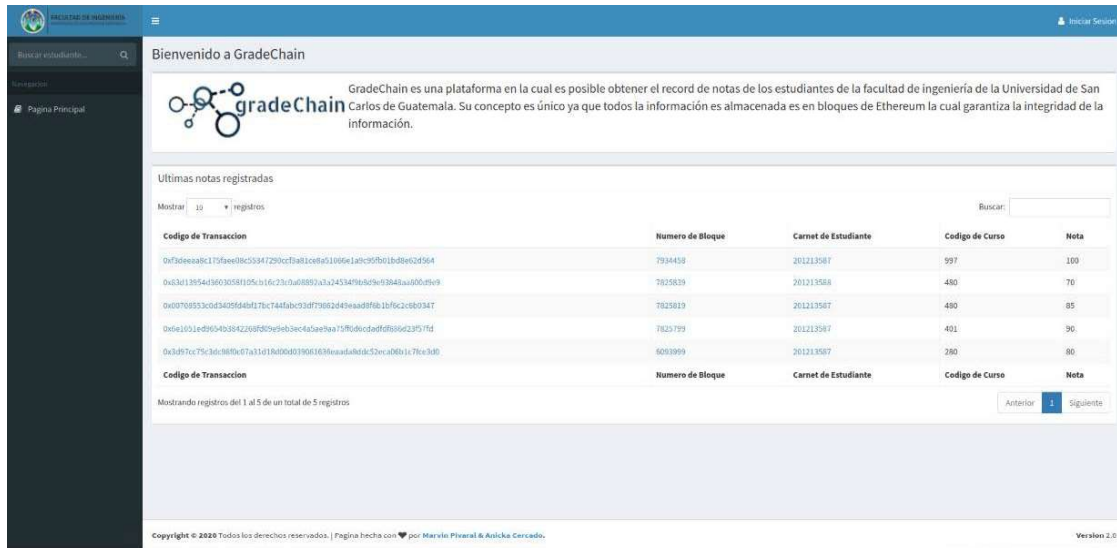 FACULTAD DE INGENIERÍA
Iniciar Sesion
Buscar estudiante...
Navegacion
Pagina Principal
Bienvenido a GradeChain
gradeChain
GradeChain es una plataforma en la cual es posible obtener el record de notas de los estudiantes de la facultad de ingeniería de la Universidad de San
Carlos de Guatemala. Su concepto es único ya que todos la información es almacenada es en bloques de Ethereum la cual garantiza la integridad de la
información.
Ultimas notas registradas
Mostrar 10 registros
Buscar:
Codigo de Transaccion Numero de Bloque Carnet de Estudiante Codigo de Curso Nota
7934458 201213587 997 100
7825839 201213588 480 70
7825819 201213587 480 85
7825799 201213587 401 90
6093999 201213587 280 80
Codigo de Transaccion Numero de Bloque Carnet de Estudiante Codigo de Curso Nota
Mostrando registros del 1 al 5 de un total de 5 registros
Anterior 1 Siguiente
Copyright © 2020 Todos los derechos reservados. | Pagina hecha con por Marvin Pivaral & Anicka Cercado.
Version 2.0